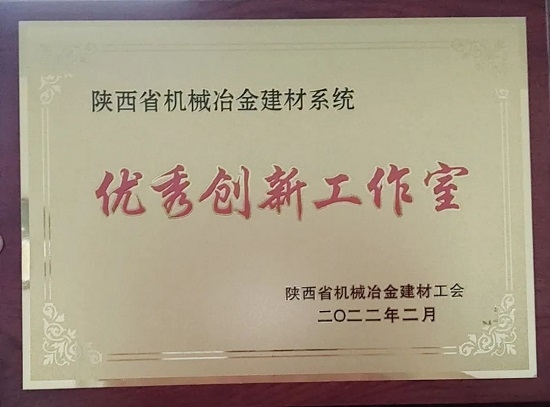 陕西省机械冶金建材系统
优秀创新工作室
陕西省机械冶金建材工会
二〇二二年二月